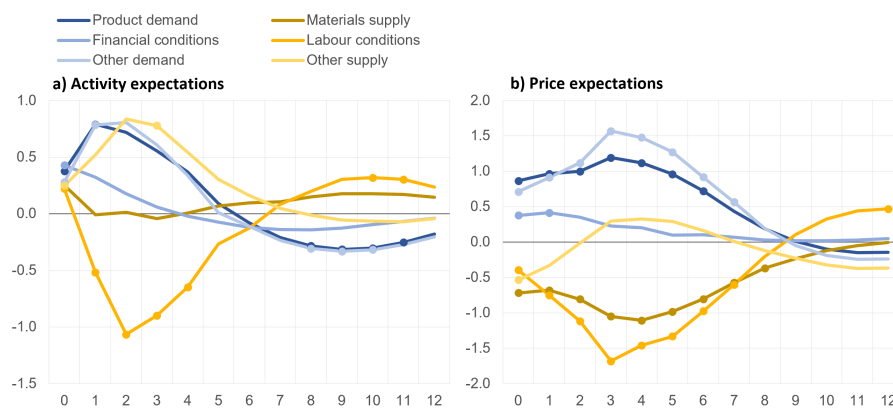 Product demand
Materials supply
Financial conditions
Labour conditions
Other demand
Other supply
a) Activity expectations
1.0
0.5
0.0
-0.5
-1.0
-1.5
0 1 2 3 4 5 6 7 8 9 10 11 12
b) Price expectations
2.0
1.5
1.0
0.5
0.0
-0.5
-1.0
-1.5
-2.0
0 1 2 3 4 5 6 7 8 9 10 11 12